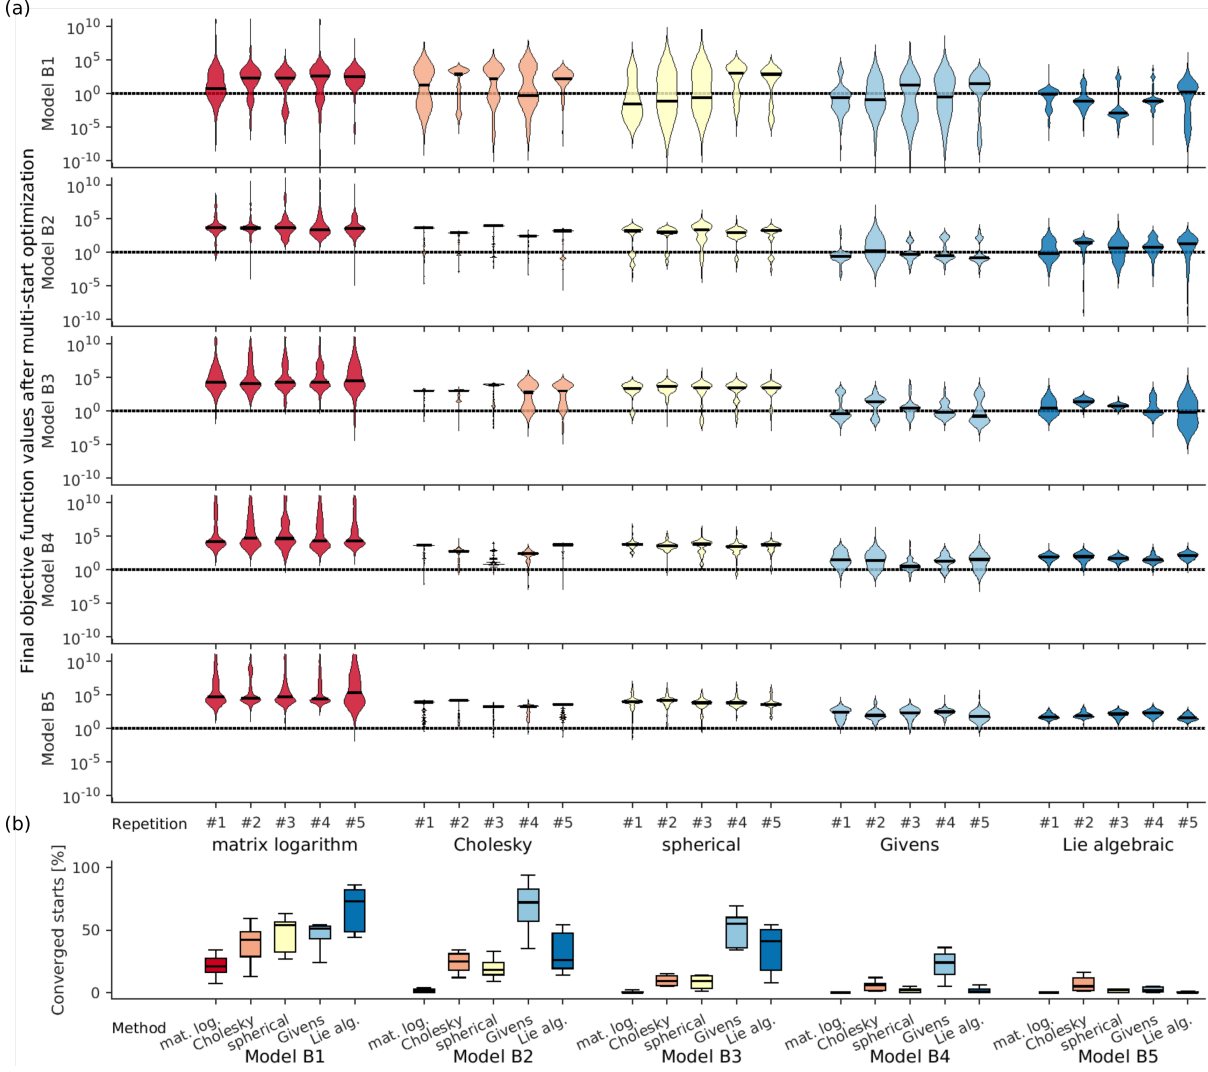 (a)
Final objective function values after multi-start optimization
Model B1
10^10
10^5
10^0
10^-5
10^-10
Model B2
10^10
10^5
10^0
10^-5
10^-10
Model B3
10^10
10^5
10^0
10^-5
10^-10
Model B4
10^10
10^5
10^0
10^-5
10^-10
Model B5
10^10
10^5
10^0
10^-5
10^-10
(b)
Repetition #1 #2 #3 #4 #5 #1 #2 #3 #4 #5 #1 #2 #3 #4 #5 #1 #2 #3 #4 #5 #1 #2 #3 #4 #5
matrix logarithm Cholesky spherical Givens Lie algebraic
Converged starts [%]
100
50
0
Method mat. log. Cholesky spherical Givens Lie alg. mat. log. Cholesky spherical Givens Lie alg. mat. log. Cholesky spherical Givens Lie alg. mat. log. Cholesky spherical Givens Lie alg. mat. log. Cholesky spherical Givens Lie alg.
Model B1 Model B2 Model B3 Model B4 Model B5